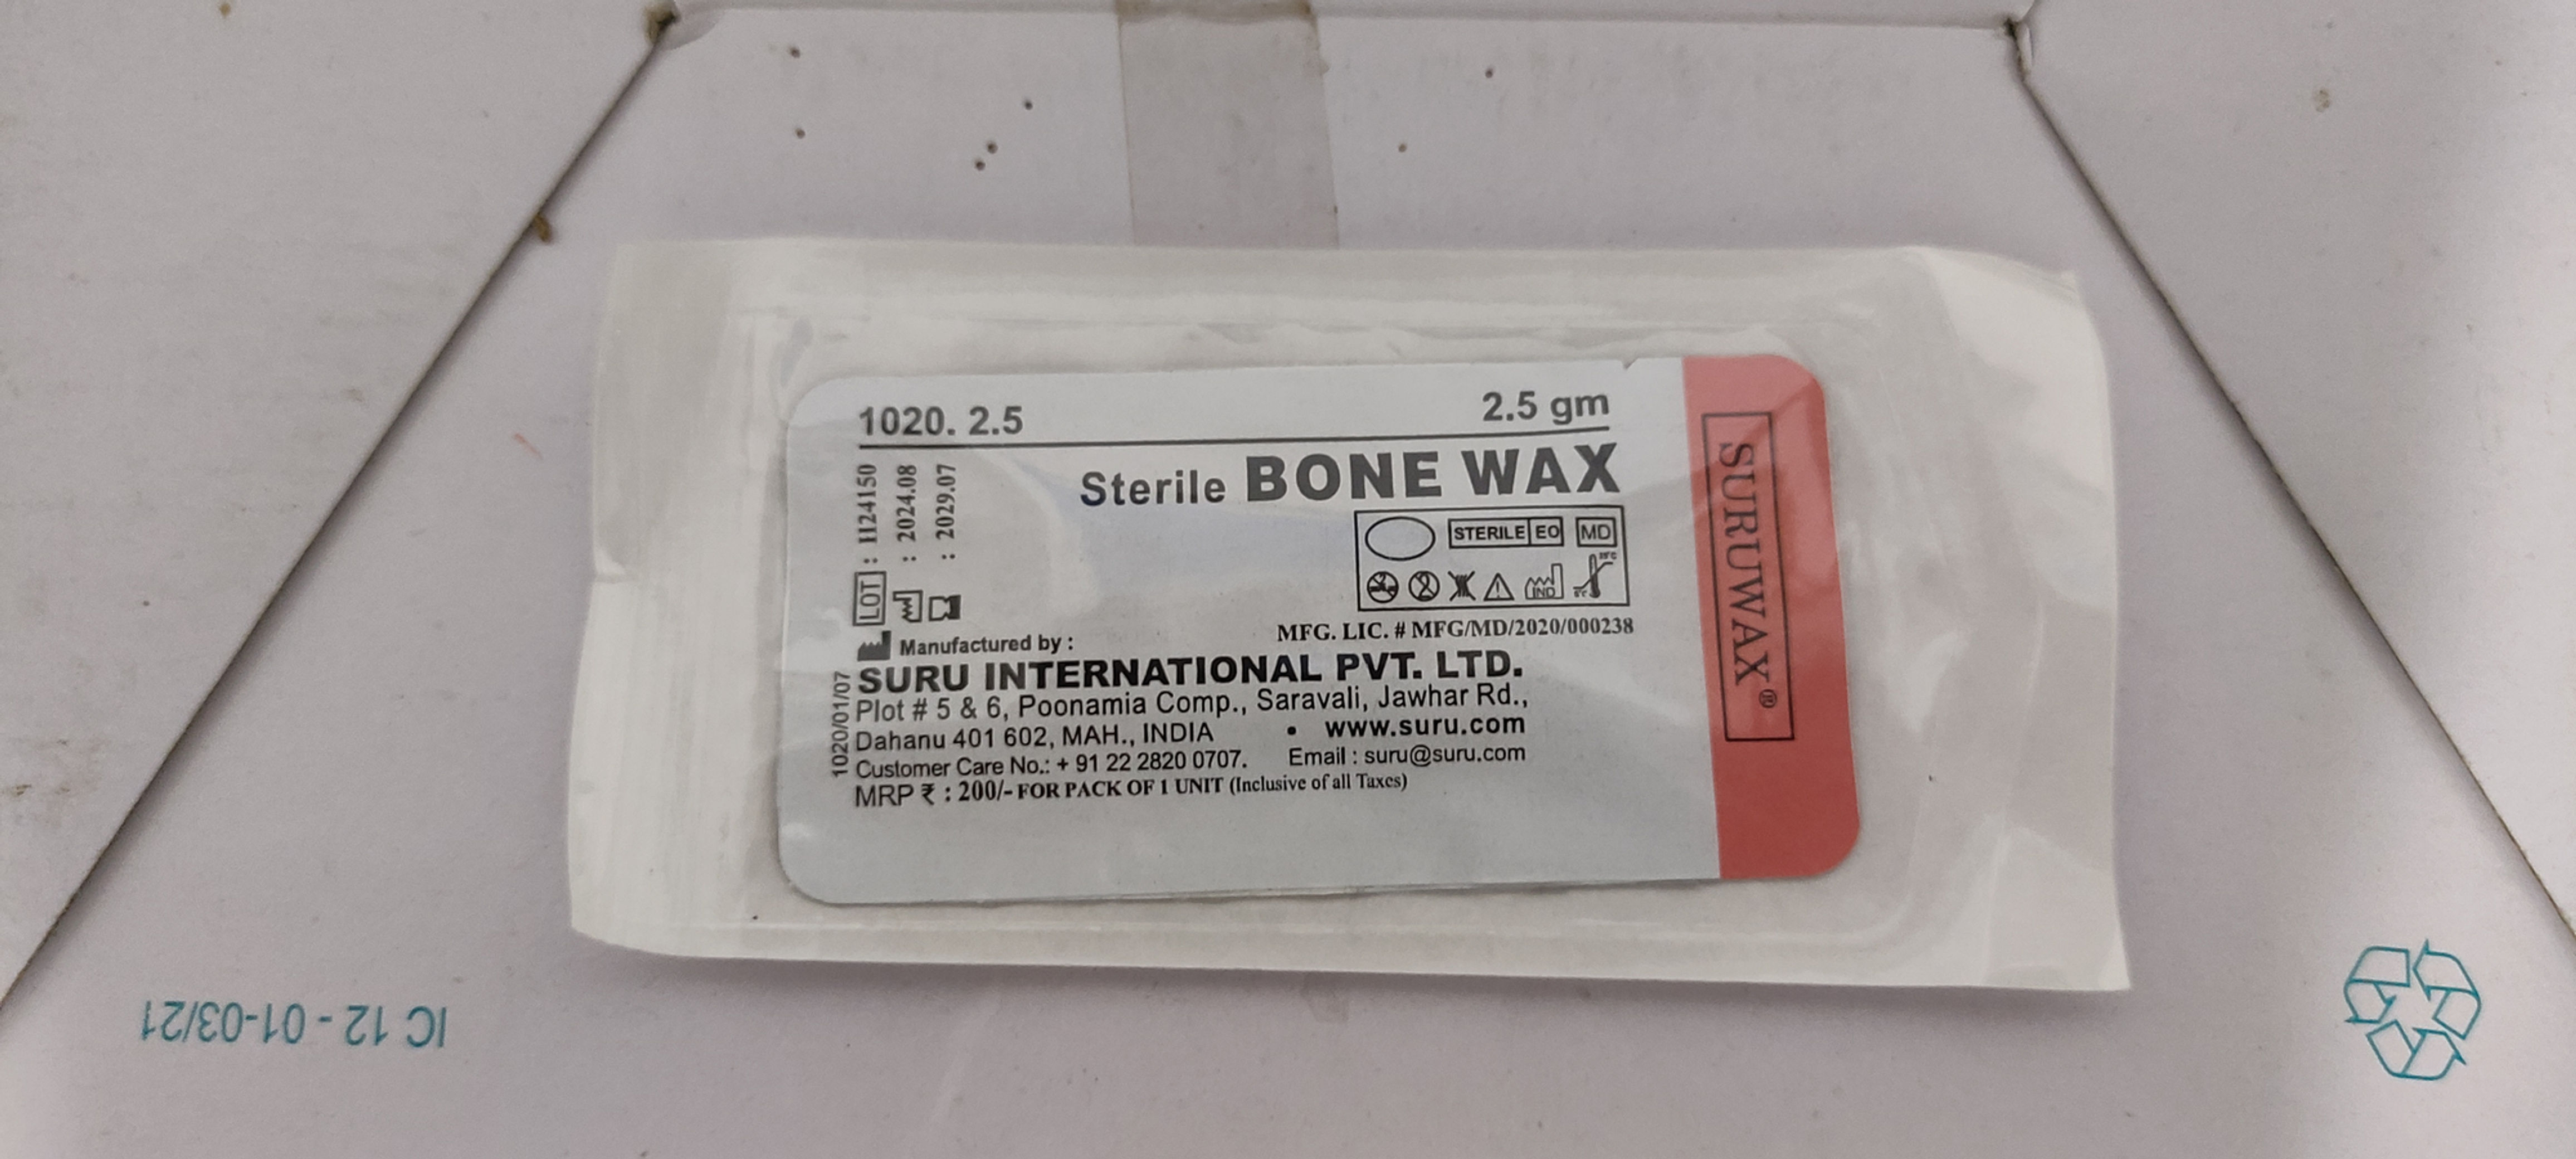 1020. 2.5
2.5 gm
Sterile BONE WAX
LOT : 1124150
: 2024.08
: 2029.07
STERILE EO MD
IND
MFG. LIC. # MFG/MD/2020/000238
Manufactured by :
SURU INTERNATIONAL PVT. LTD.
Plot # 5 & 6, Poonamia Comp., Saravali, Jawhar Rd.,
Dahanu 401 602, MAH., INDIA • www.suru.com
Customer Care No.: + 91 22 2820 0707. Email : suru@suru.com
MRP ₹ : 200/- FOR PACK OF 1 UNIT (Inclusive of all Taxes)
1020/01/07
SURUWAX®
IC 12 - 01-03/21